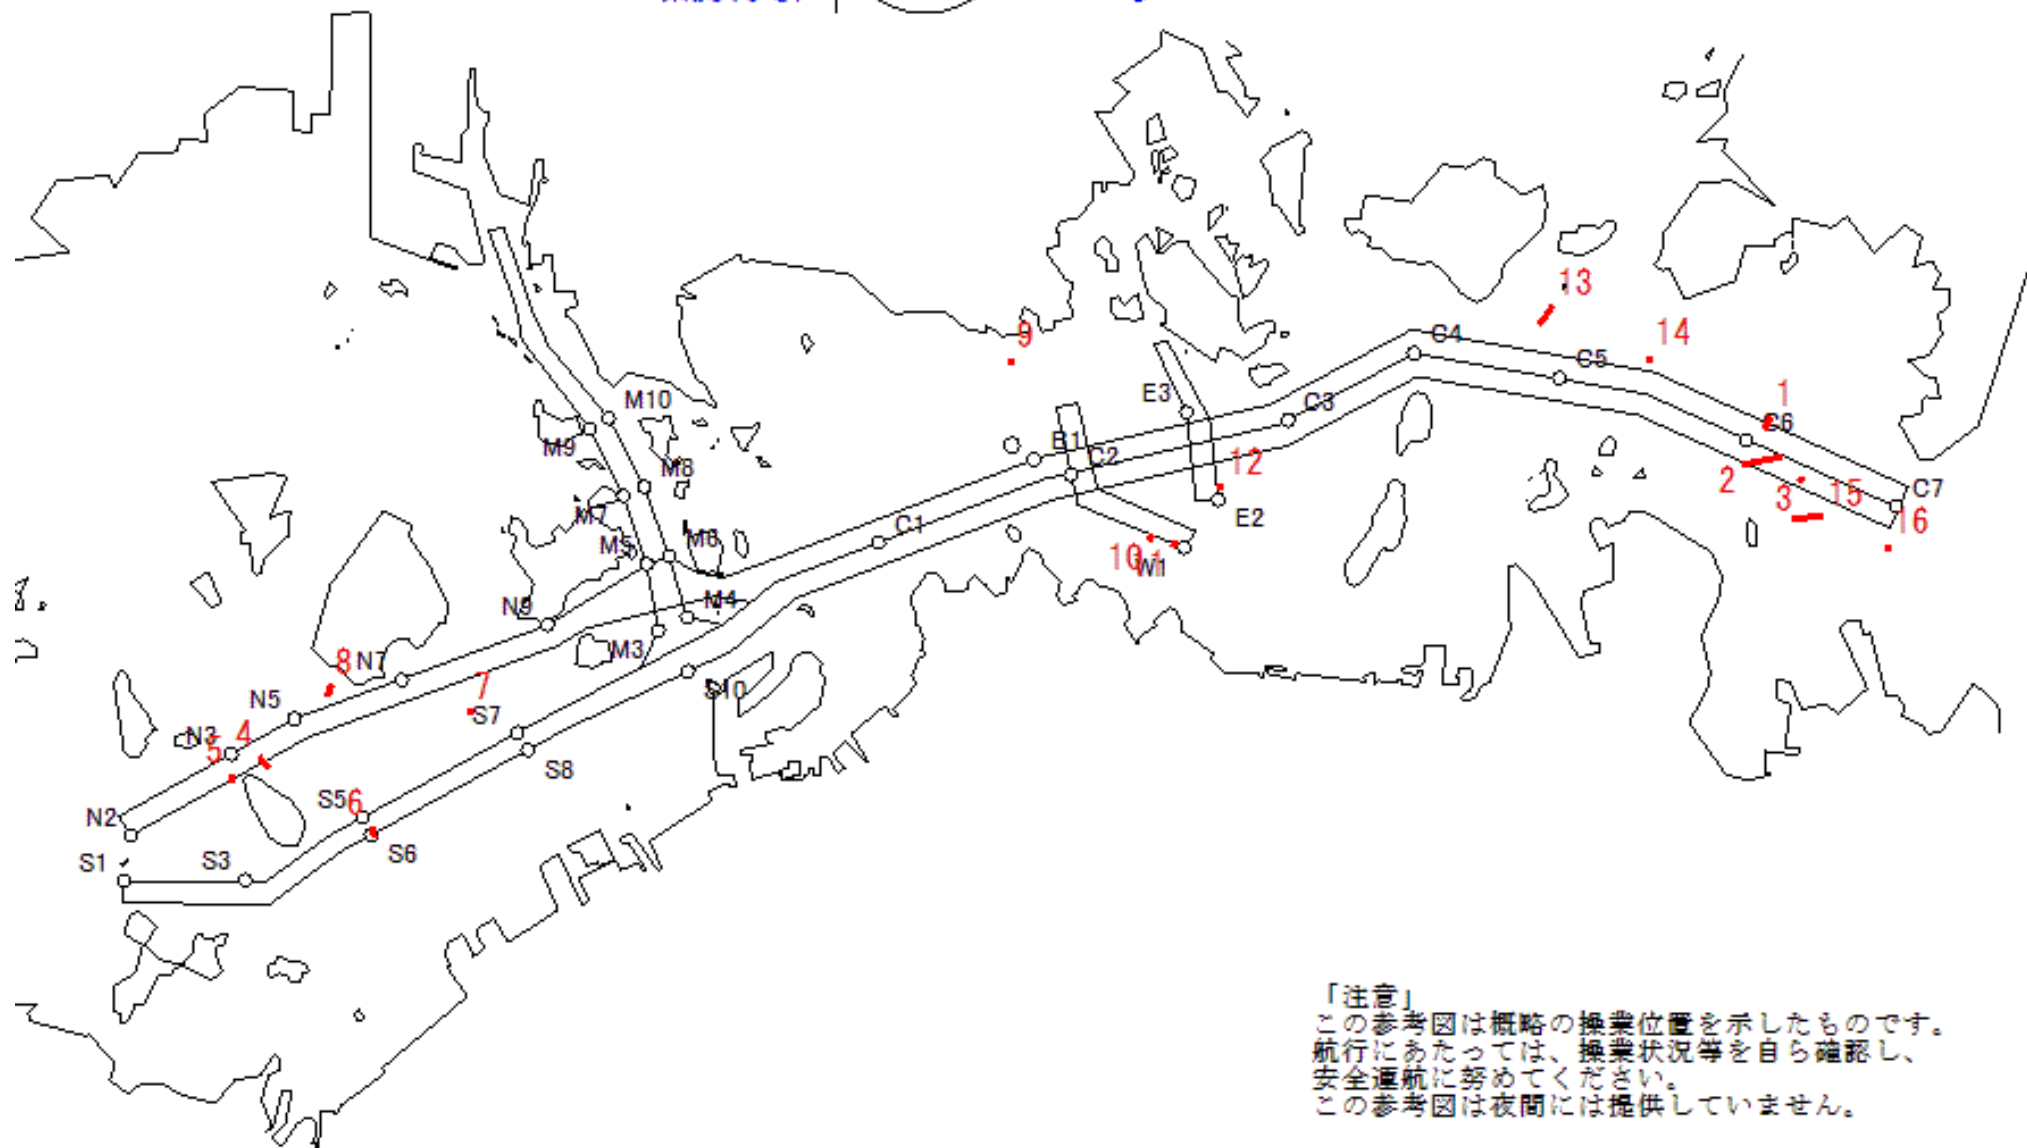 13
9
14
C4
C5
E3
1
M10
C3
C6
M9
B1
12
M8
C2
2
3
15
C7
M7
E2
16
M5
M6
C1
10
W1
N9
M4
M3
8
N7
7
S10
N5
S7
N3
4
5
S8
S5
6
N2
S6
S1
S3
「注意」
この参考図は概略の操業位置を示したものです。
航行にあたっては、操業状況等を自ら確認し、
安全運航に努めてください。
この参考図は夜間には提供していません。